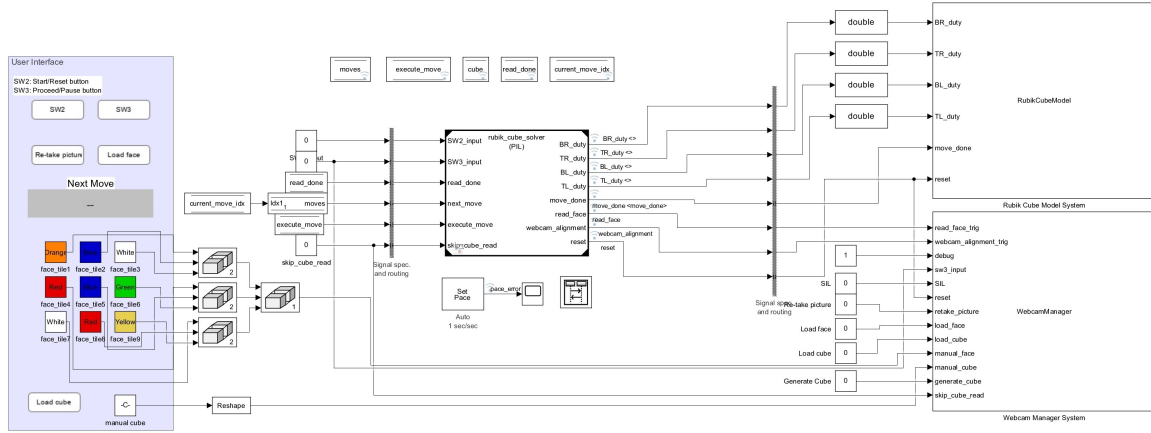 User Interface
SW2: Start/Reset button
SW3: Proceed/Pause button
SW2
SW3
Re-take picture
Load face
Next Move
---
Orange
White
face_tile1
face_tile2
face_tile3
Red
Green
face_tile4
face_tile5
face_tile6
White
Red
Yellow
face_tile7
face_tile8
face_tile9
Load cube
-C-
manual cube
Reshape
2
2
2
1
moves
execute_move
cube
read_done
current_move_idx
current_move_idx
0
0
read_done
Idx1
moves
execute_move
0
skip_cube_read
Signal spec.
and routing
rubik_cube_solver
(PIL)
SW2_input
SW3_input
read_done
next_move
execute_move
skip_cube_read
BR_duty
TR_duty
BL_duty
TL_duty
move_done
read_face
webcam_alignment
reset
BR_duty <>
TR_duty <>
BL_duty <>
TL_duty <>
move_done <move_done>
read_face
webcam_alignment
reset
Set
Pace
Auto
1 sec/sec
pace_error
Signal spec.
and routing
double
double
double
double
BR_duty
TR_duty
BL_duty
TL_duty
move_done
reset
RubikCubeModel
Rubik Cube Model System
1
SIL
0
Re-take picture
0
Load face
0
Load cube
0
Generate Cube
0
read_face_trig
webcam_alignment_trig
debug
sw3_input
SIL
reset
retake_picture
load_face
load_cube
manual_face
manual_cube
generate_cube
skip_cube_read
WebcamManager
Webcam Manager System